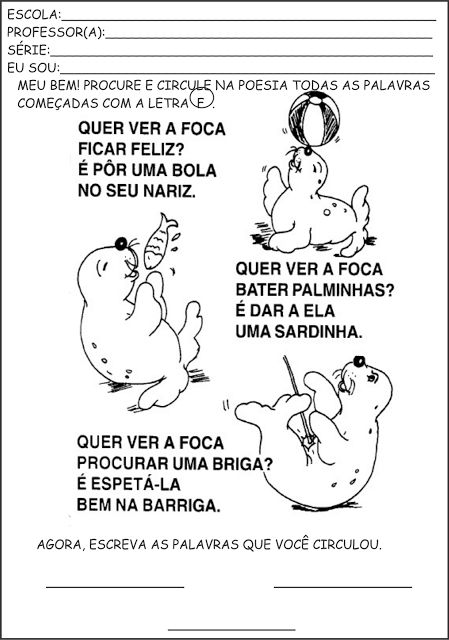 ESCOLA:
PROFESSOR(A):
SÉRIE:
EU SOU:
MEU BEM! PROCURE E CIRCULE NA POESIA TODAS AS PALAVRAS
COMEÇADAS COM A LETRA F.
QUER VER A FOCA
FICAR FELIZ?
É PÔR UMA BOLA
NO SEU NARIZ.
QUER VER A FOCA
BATER PALMINHAS?
É DAR A ELA
UMA SARDINHA.
QUER VER A FOCA
PROCURAR UMA BRIGA?
É ESPETÁ-LA
BEM NA BARRIGA.
AGORA, ESCREVA AS PALAVRAS QUE VOCÊ CIRCULOU.